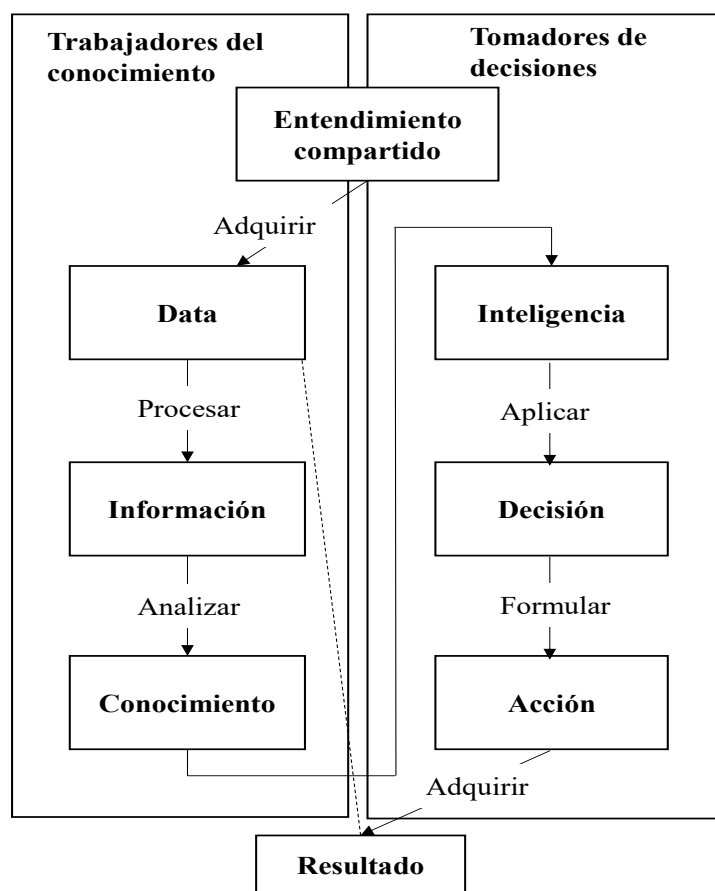 Trabajadores del
conocimiento
Tomadores de
decisiones
Entendimiento
compartido
Adquirir
Data
Procesar
Información
Analizar
Conocimiento
Inteligencia
Aplicar
Decisión
Formular
Acción
Adquirir
Resultado